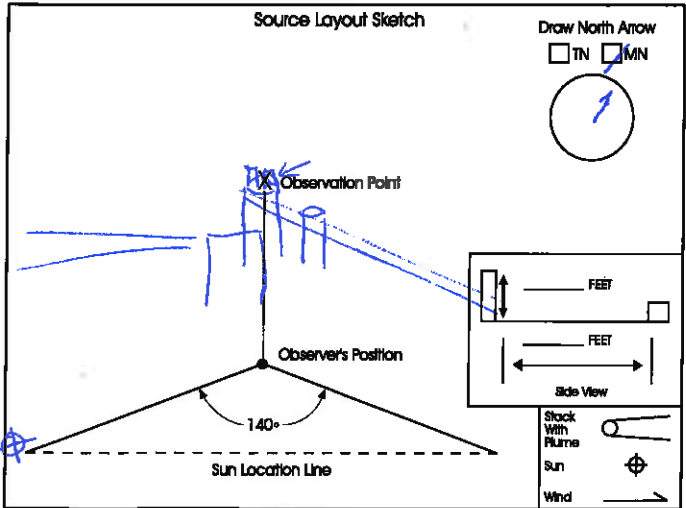 Source Layout Sketch
Draw North Arrow
TN MN
X Observation Point
FEET
FEET
Side View
Observer's Position
140°
Sun Location Line
Stack
With
Plume
Sun
Wind